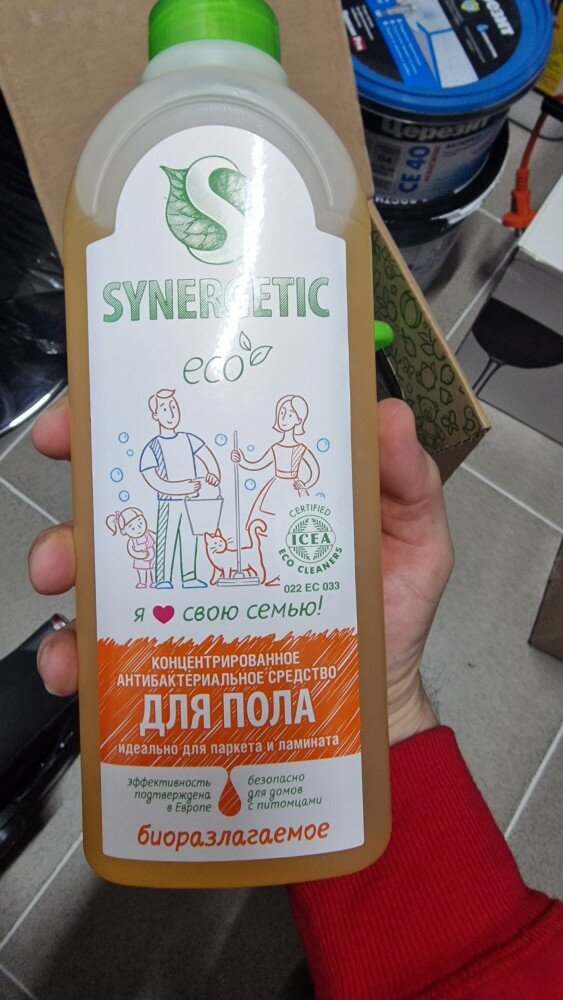 SYNERGETIC
eco
CERTIFIED
ICEA
ECO CLEANERS
022 EC 033
я свою семью!
КОНЦЕНТРИРОВАННОЕ
АНТИБАКТЕРИАЛЬНОЕ СРЕДСТВО
ДЛЯ ПОЛА
идеально для паркета и ламината
эффективность
подтверждена
в Европе
безопасно
для домов
с питомцами
биоразлагаемое
Церезит
CE 40